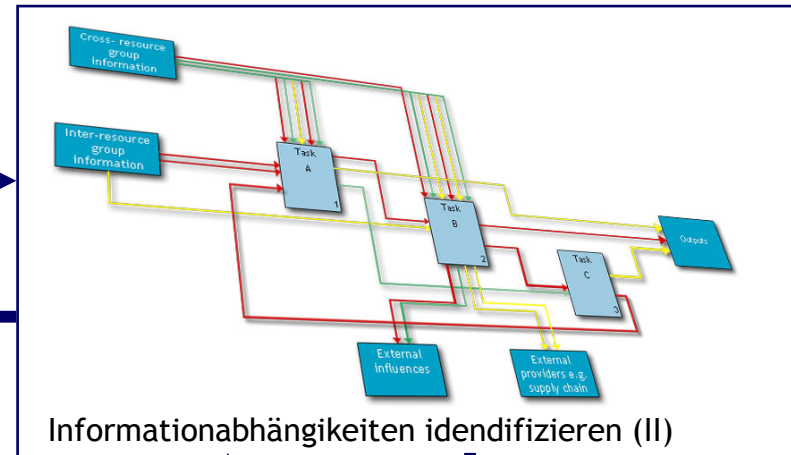 Cross- resource
group
information
Inter-resource
group
information
Task
A
1
Task
B
2
Task
C
3
Outputs
External
influences
External
providers e.g.
supply chain
Informationabhängikeiten idendifizieren (II)